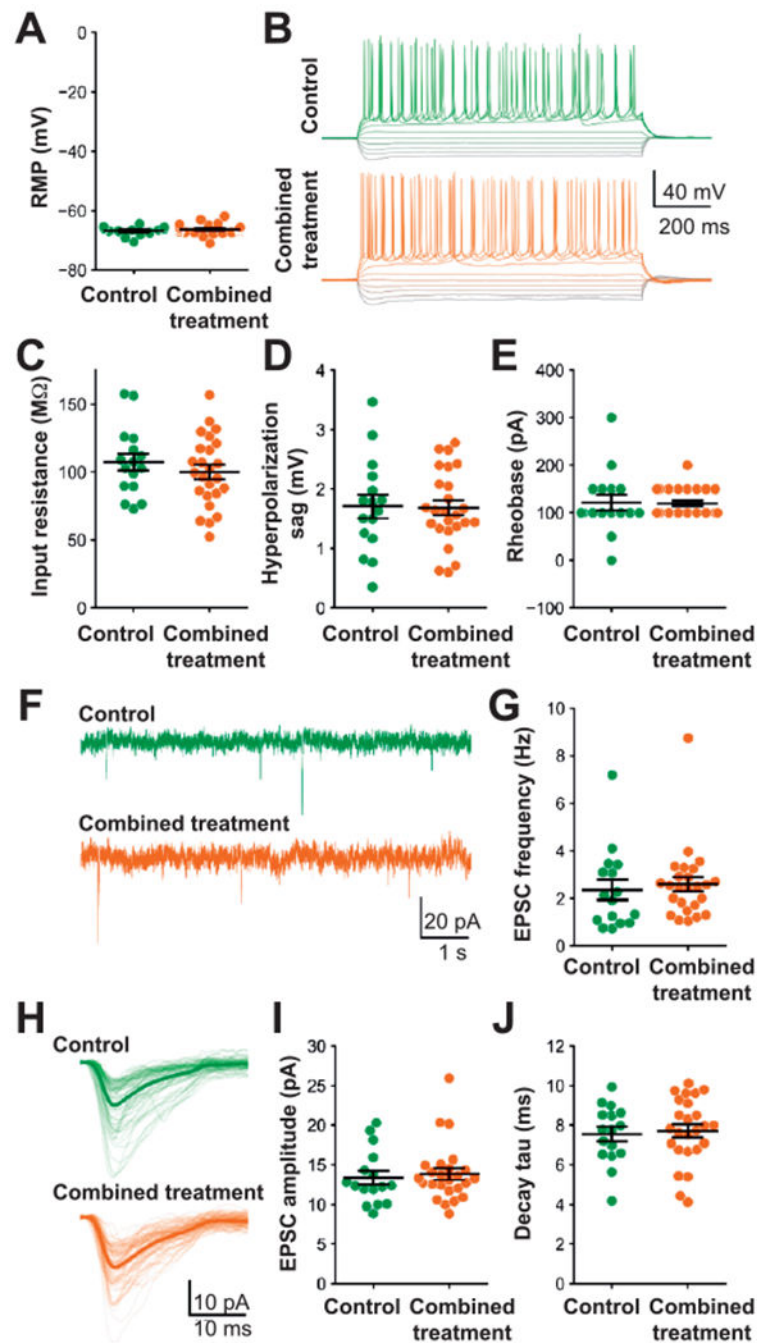 A
RMP (mV)
0
−20
−40
−60
−80
Control
Combined
treatment
B
Control
Combined
treatment
40 mV
200 ms
C
Input resistance (MΩ)
150
100
50
0
Control
Combined
treatment
D
Hyperpolarization
sag (mV)
4
3
2
1
0
Control
Combined
treatment
E
Rheobase (pA)
400
300
200
100
0
−100
Control
Combined
treatment
F
Control
Combined treatment
20 pA
1 s
G
EPSC frequency (Hz)
10
8
6
4
2
0
Control
Combined
treatment
H
Control
Combined treatment
10 pA
10 ms
I
EPSC amplitude (pA)
30
25
20
15
10
5
0
Control
Combined
treatment
J
Decay tau (ms)
12
10
8
6
4
2
0
Control
Combined
treatment